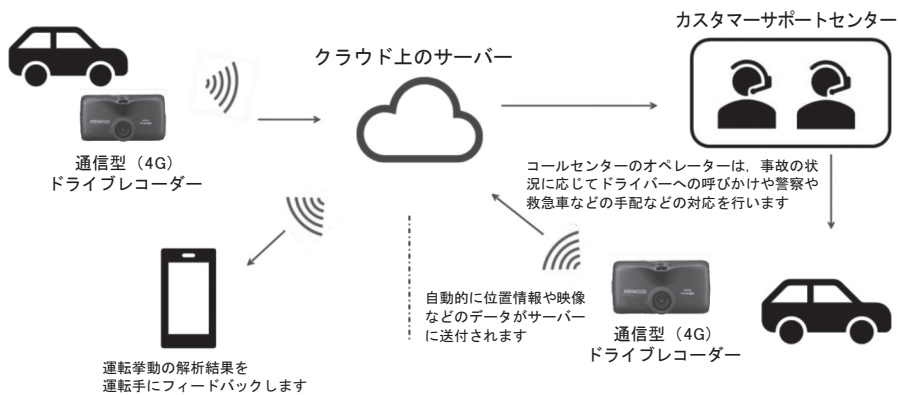 カスタマーサポートセンター
クラウド上のサーバー
KENWOOD
通信型（4G）
ドライブレコーダー
コールセンターのオペレーターは，事故の状
況に応じてドライバーへの呼びかけや警察や
救急車などの手配などの対応を行います
自動的に位置情報や映像
などのデータがサーバー
に送付されます
KENWOOD
通信型（4G）
ドライブレコーダー
運転挙動の解析結果を
運転手にフィードバックします